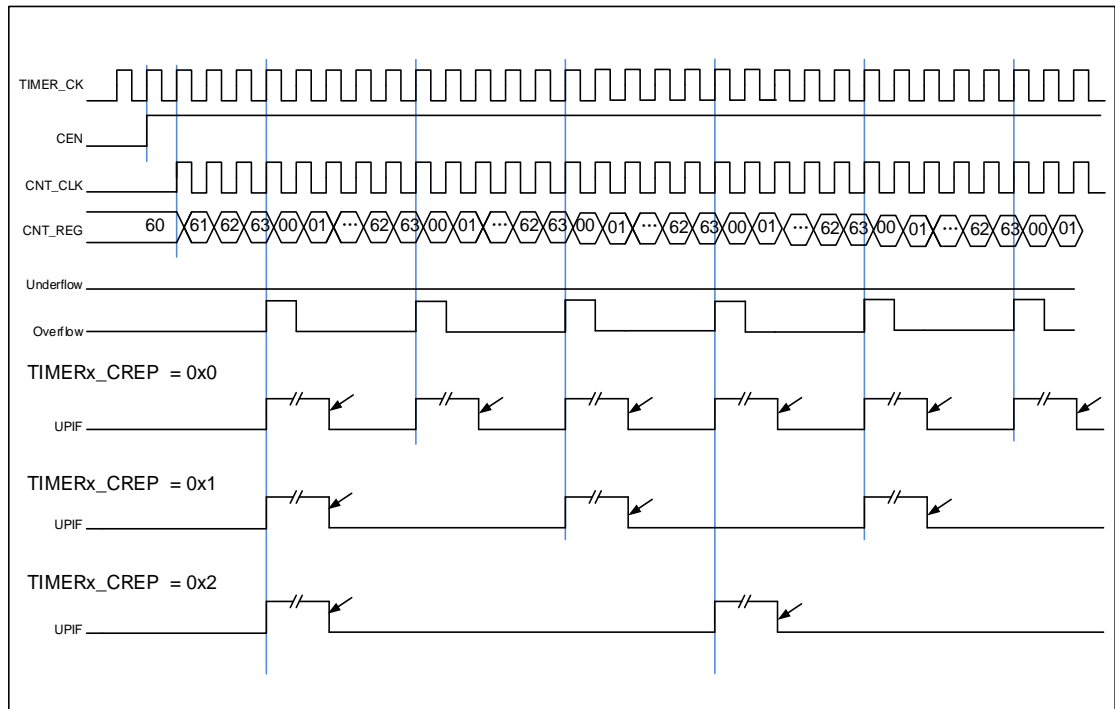 TIMER_CK
CEN
CNT_CLK
CNT_REG 60 61 62 63 00 01 ... 62 63 00 01 ... 62 63 00 01 ... 62 63 00 01 ... 62 63 00 01 ... 62 63 00 01
Underflow
Overflow
TIMERx_CREP = 0x0
UPIF
TIMERx_CREP = 0x1
UPIF
TIMERx_CREP = 0x2
UPIF